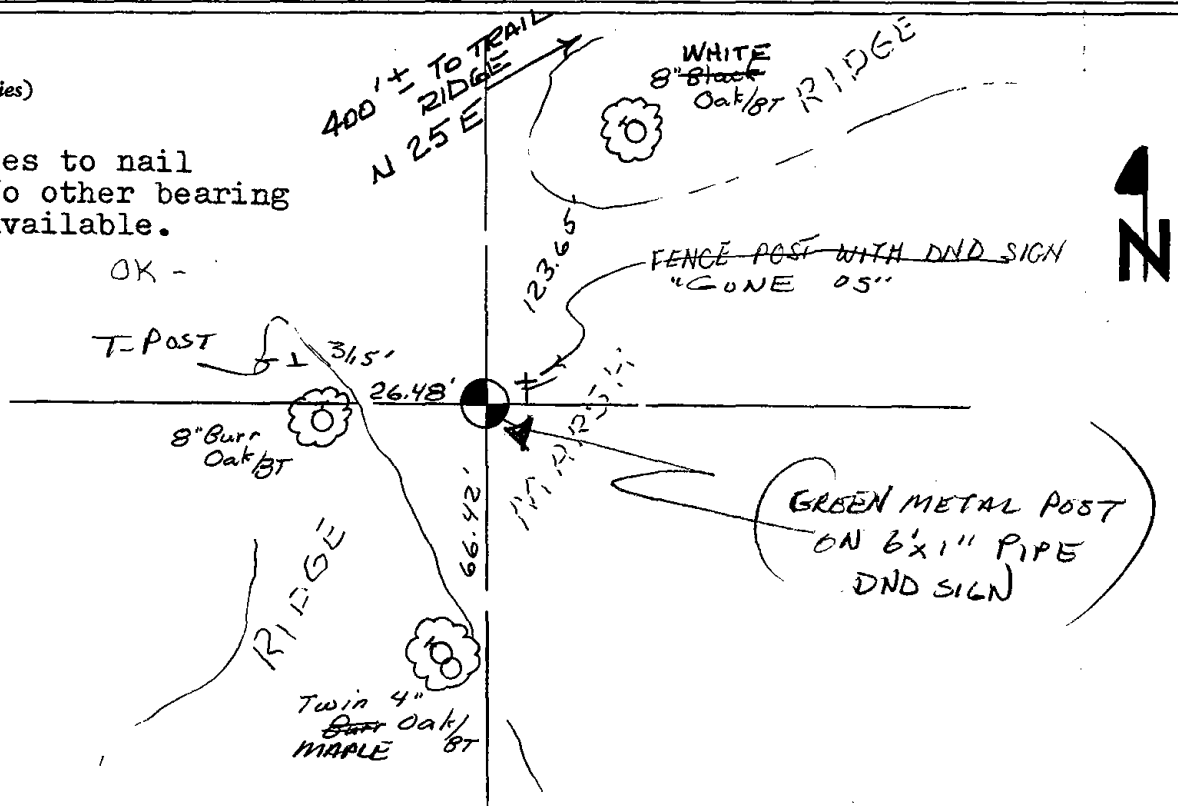 ies)
400'± TO TRAIL
RIDGE
N 25 E
WHITE
8" Black
Oak/BT
RIDGE
es to nail
o other bearing
vailable.
OK -
N
123.65'
FENCE POST WITH DND SIGN
"GONE 05"
T-POST
31.5'
26.48'
8" Burr
Oak/BT
MARSH
66.42'
GREEN METAL POST
ON 6'x1" PIPE
DND SIGN
RIDGE
Twin 4"
Burr Oak/
MAPLE BT